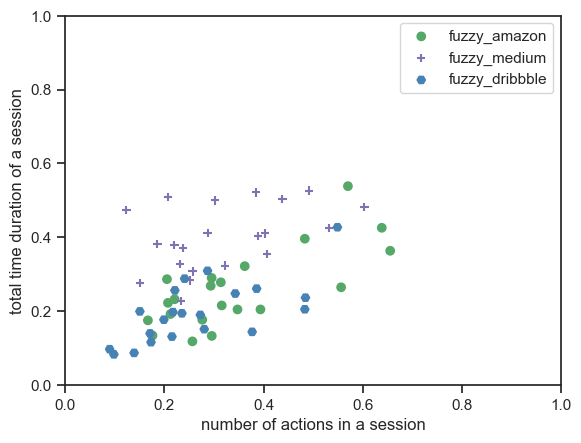 fuzzy_amazon
fuzzy_medium
fuzzy_dribbble
1.0
0.8
0.6
0.4
0.2
0.0
total time duration of a session
0.0 0.2 0.4 0.6 0.8 1.0
number of actions in a session